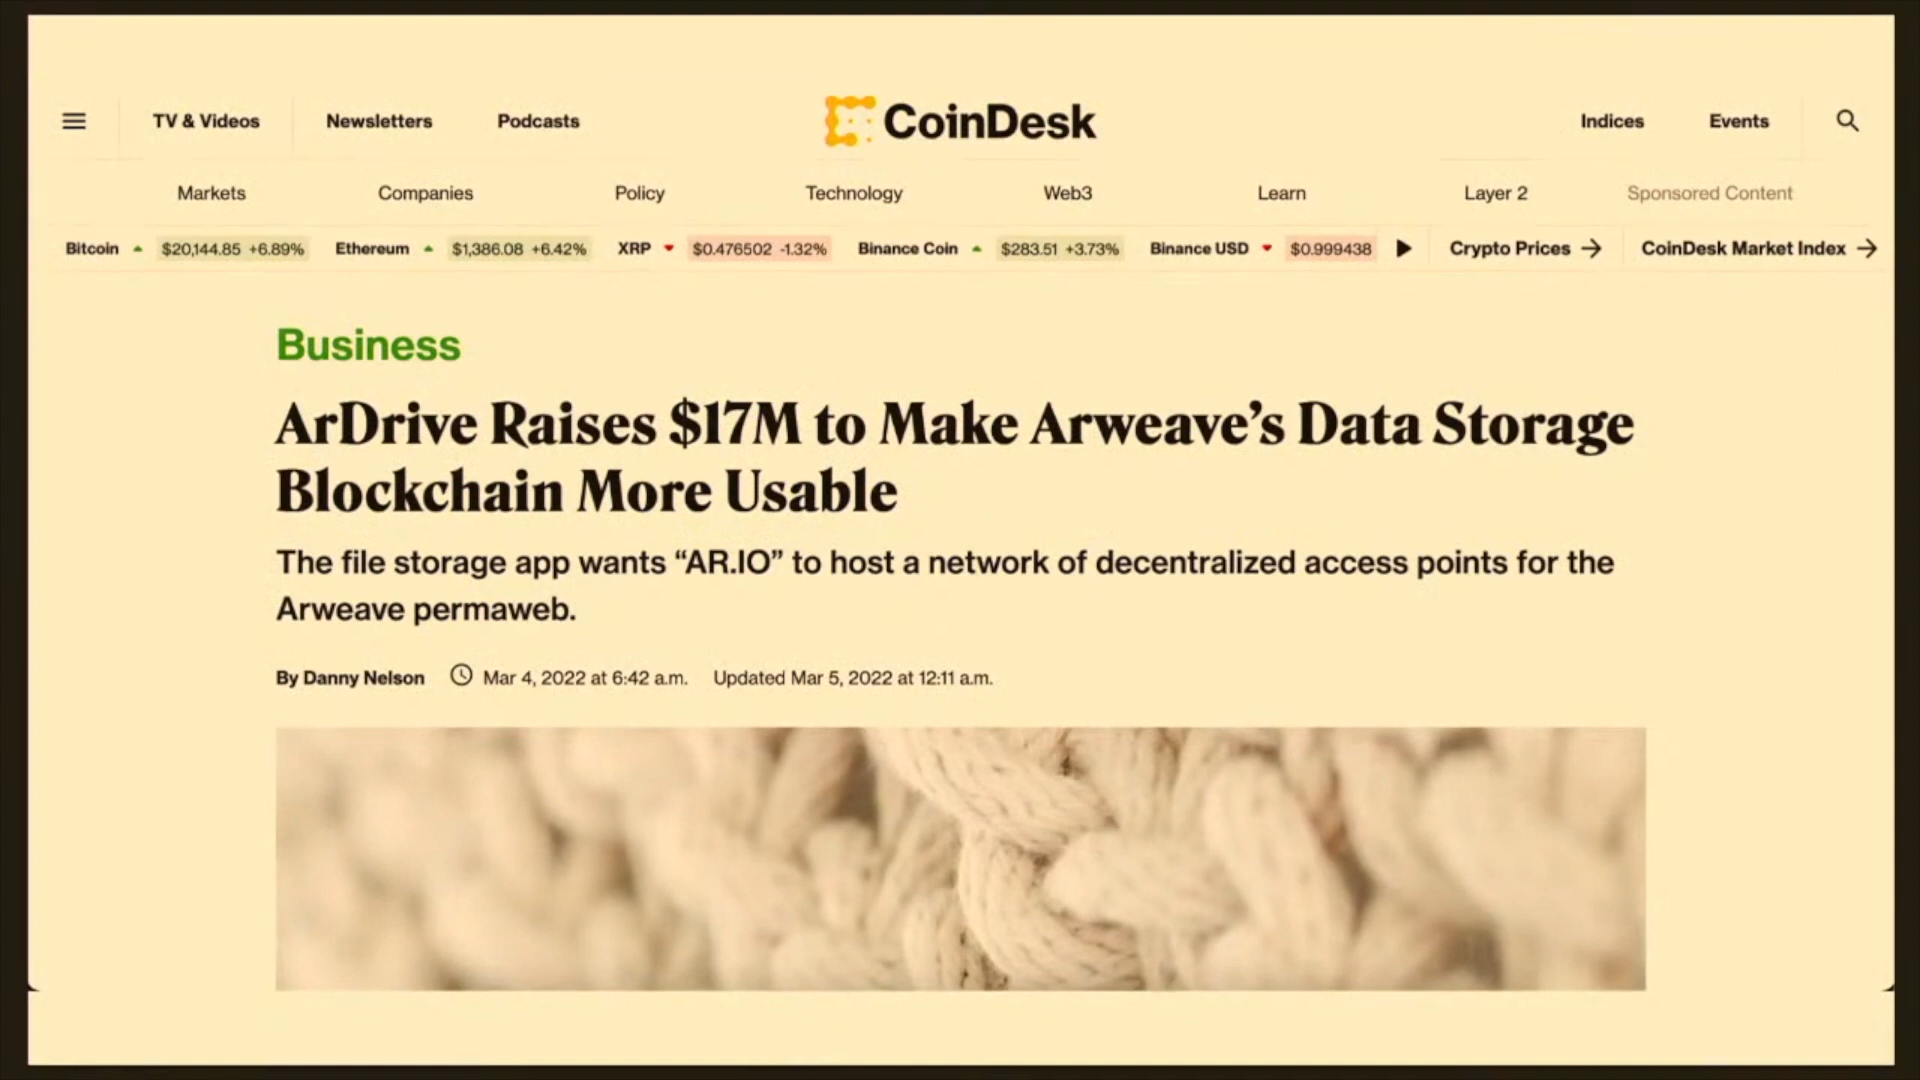 TV & Videos Newsletters Podcasts CoinDesk Indices Events
Markets Companies Policy Technology Web3 Learn Layer 2 Sponsored Content
Bitcoin $20,144.85 +6.89% Ethereum $1,386.08 +6.42% XRP $0.476502 -1.32% Binance Coin $283.51 +3.73% Binance USD $0.999438 Crypto Prices → CoinDesk Market Index →
Business
ArDrive Raises $17M to Make Arweave’s Data Storage
Blockchain More Usable
The file storage app wants “AR.IO” to host a network of decentralized access points for the
Arweave permaweb.
By Danny Nelson Mar 4, 2022 at 6:42 a.m. Updated Mar 5, 2022 at 12:11 a.m.